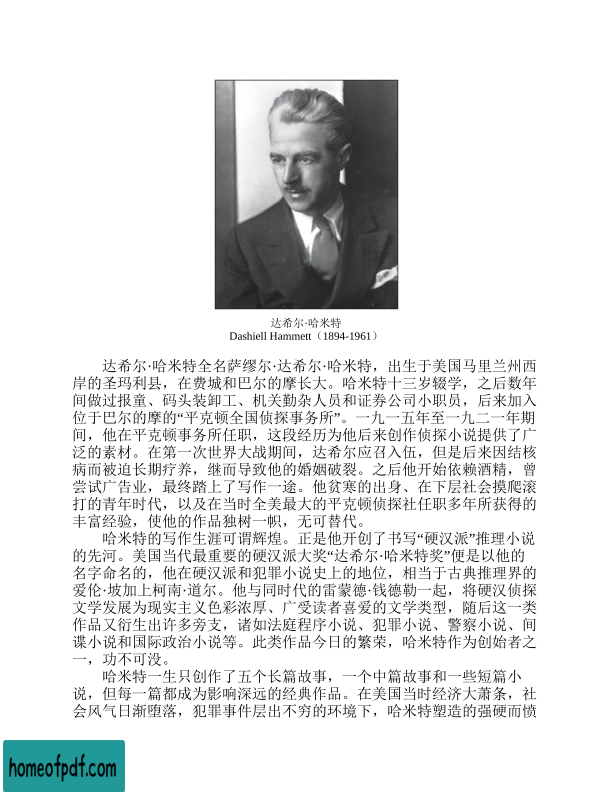 达希尔·哈米特
Dashiell Hammett（1894-1961）
达希尔·哈米特全名萨缪尔·达希尔·哈米特，出生于美国马里兰州西
岸的圣玛利县，在费城和巴尔的摩长大。哈米特十三岁辍学，之后数年
间做过报童、码头装卸工、机关勤杂人员和证券公司小职员，后来加入
位于巴尔的摩的“平克顿全国侦探事务所”。一九一五年至一九二一年期
间，他在平克顿事务所任职，这段经历为他后来创作侦探小说提供了广
泛的素材。在第一次世界大战期间，达希尔应召入伍，但是后来因结核
病而被迫长期疗养，继而导致他的婚姻破裂。之后他开始依赖酒精，曾
尝试广告业，最终踏上了写作一途。他贫寒的出身、在下层社会摸爬滚
打的青年时代，以及在当时全美最大的平克顿侦探社任职多年所获得的
丰富经验，使他的作品独树一帜，无可替代。
哈米特的写作生涯可谓辉煌。正是他开创了书写“硬汉派”推理小说
的先河。美国当代最重要的硬汉派大奖“达希尔·哈米特奖”便是以他的
名字命名的，他在硬汉派和犯罪小说史上的地位，相当于古典推理界的
爱伦·坡加上柯南·道尔。他与同时代的雷蒙德·钱德勒一起，将硬汉侦探
文学发展为现实主义色彩浓厚、广受读者喜爱的文学类型，随后这一类
作品又衍生出许多旁支，诸如法庭程序小说、犯罪小说、警察小说、间
谍小说和国际政治小说等。此类作品今日的繁荣，哈米特作为创始者之
一，功不可没。
哈米特一生只创作了五个长篇故事，一个中篇故事和一些短篇小
说，但每一篇都成为影响深远的经典作品。在美国当时经济大萧条，社
会风气日渐堕落，犯罪事件层出不穷的环境下，哈米特塑造的强硬而愤
homeofpdf.com